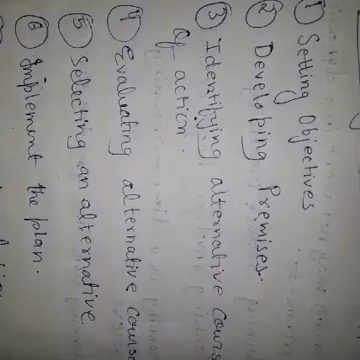 ① Setting Objectives
② Developing Premises.
③ Identifying alternative Cours
of action.
④ Evaluating alternative Cours
⑤ Selecting an alternative
⑥ Implement the plan.